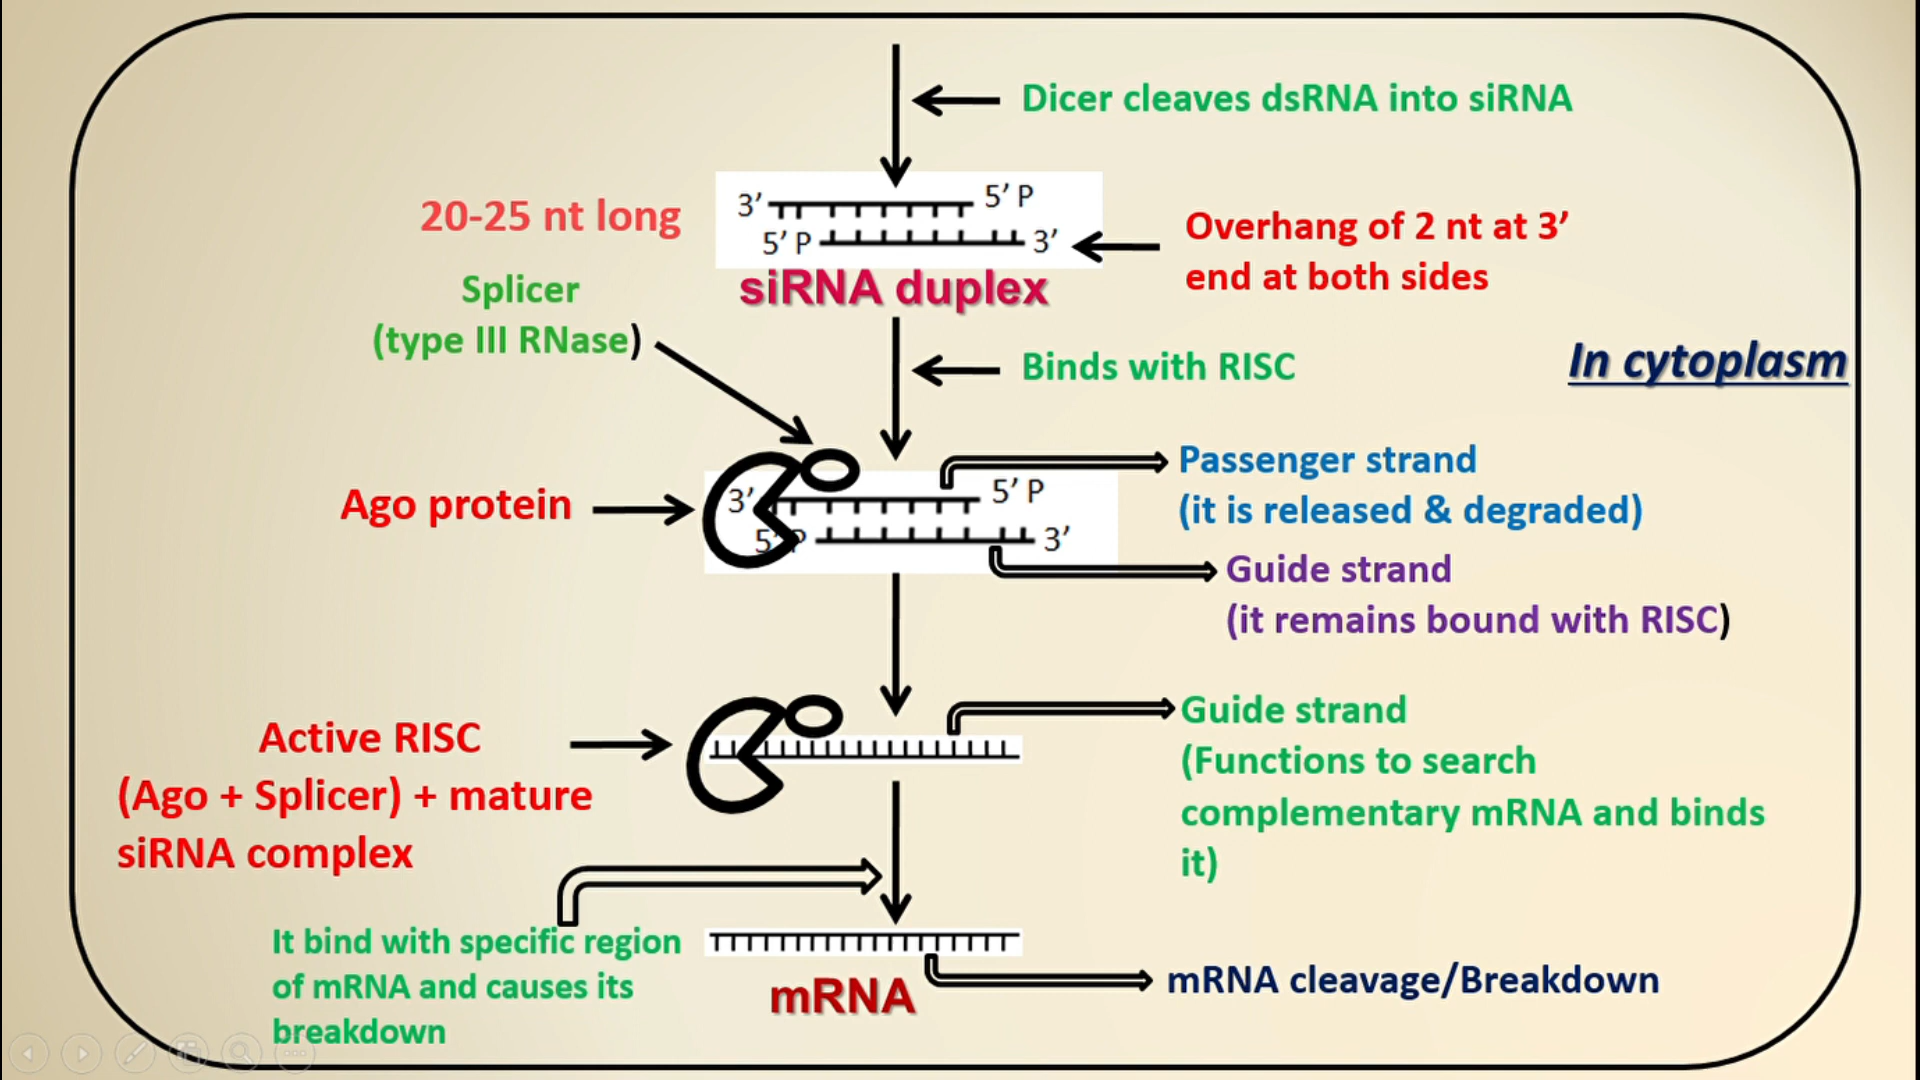 Dicer cleaves dsRNA into siRNA
3’ 5’ P
20-25 nt long
5’ P 3’
Overhang of 2 nt at 3’
end at both sides
siRNA duplex
Splicer
(type III RNase)
Binds with RISC
In cytoplasm
Passenger strand
(it is released & degraded)
Ago protein
3’ 5’ P
5’ P 3’
Guide strand
(it remains bound with RISC)
Active RISC
(Ago + Splicer) + mature
siRNA complex
Guide strand
(Functions to search
complementary mRNA and binds
it)
It bind with specific region
of mRNA and causes its
breakdown
mRNA
mRNA cleavage/Breakdown